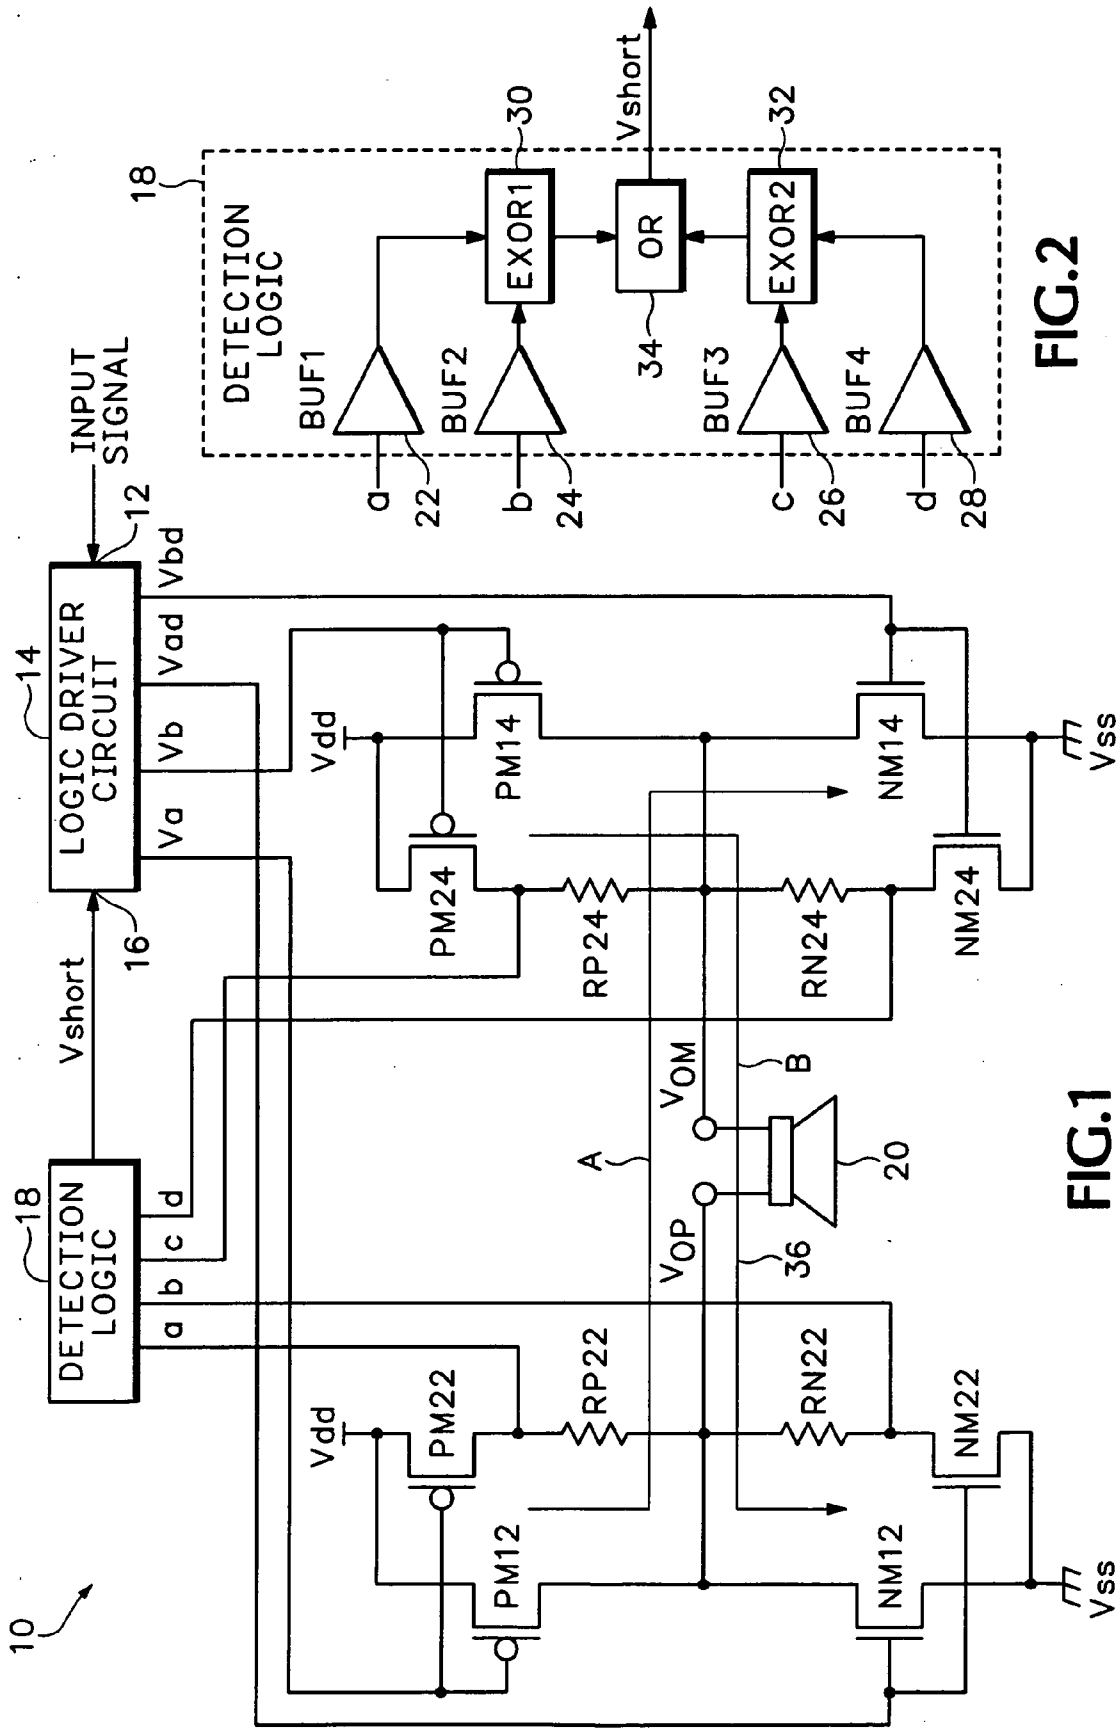 10
DETECTION
LOGIC
18
a
b
c
d
Vshort
16
LOGIC DRIVER
CIRCUIT
14
12
INPUT
SIGNAL
Va
Vb
Vad
Vbd
Vdd
PM12
PM22
RP22
RN22
NM12
NM22
Vss
VOP
VOM
A
B
36
20
Vdd
PM24
PM14
RP24
RN24
NM24
NM14
Vss
FIG.1
18
DETECTION
LOGIC
a
BUF1
22
b
BUF2
24
EXOR1
30
OR
34
Vshort
c
BUF3
26
EXOR2
32
d
BUF4
28
FIG.2